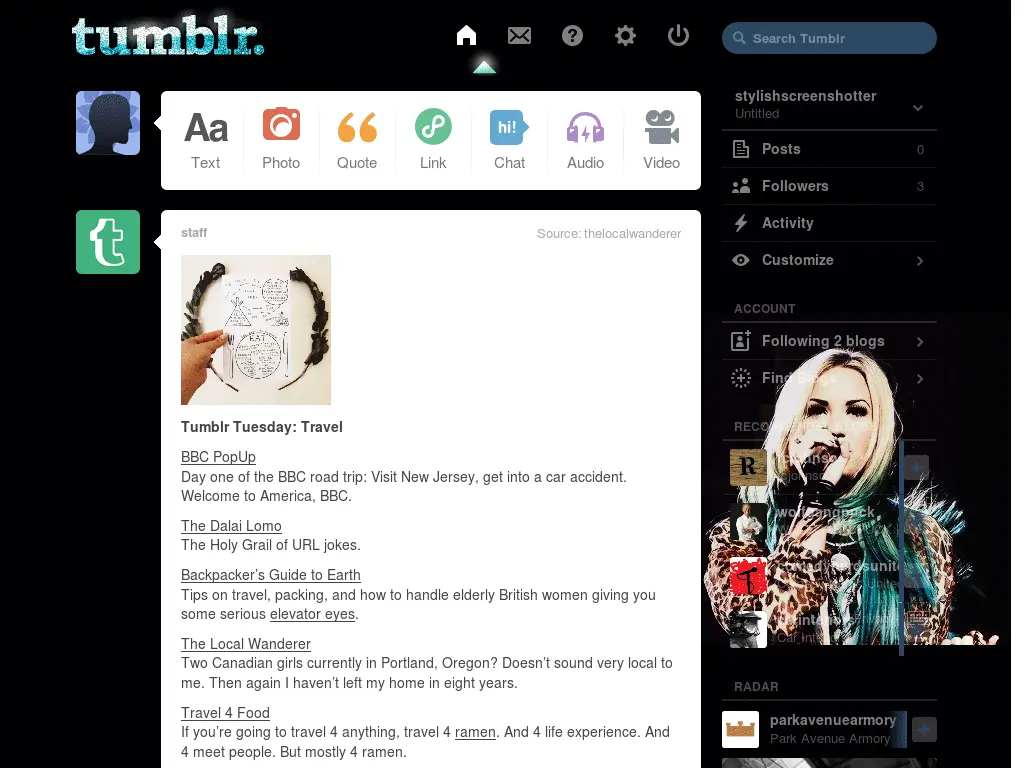 tumblr.
Search Tumblr
stylishscreenshotter
Untitled
Aa
hi!
Text
Photo
Quote
Link
Chat
Audio
Video
Posts 0
Followers 3
Activity
Customize
ACCOUNT
Following 2 blogs
Find Blogs
staff
Source: thelocalwanderer
EAT
Tumblr Tuesday: Travel
BBC PopUp
Day one of the BBC road trip: Visit New Jersey, get into a car accident.
Welcome to America, BBC.
The Dalai Lomo
The Holy Grail of URL jokes.
Backpacker’s Guide to Earth
Tips on travel, packing, and how to handle elderly British women giving you
some serious elevator eyes.
The Local Wanderer
Two Canadian girls currently in Portland, Oregon? Doesn’t sound very local to
me. Then again I haven’t left my home in eight years.
Travel 4 Food
If you’re going to travel 4 anything, travel 4 ramen. And 4 life experience. And
4 meet people. But mostly 4 ramen.
R
wolfgangpuck
RADAR
parkavenuearmory
Park Avenue Armory